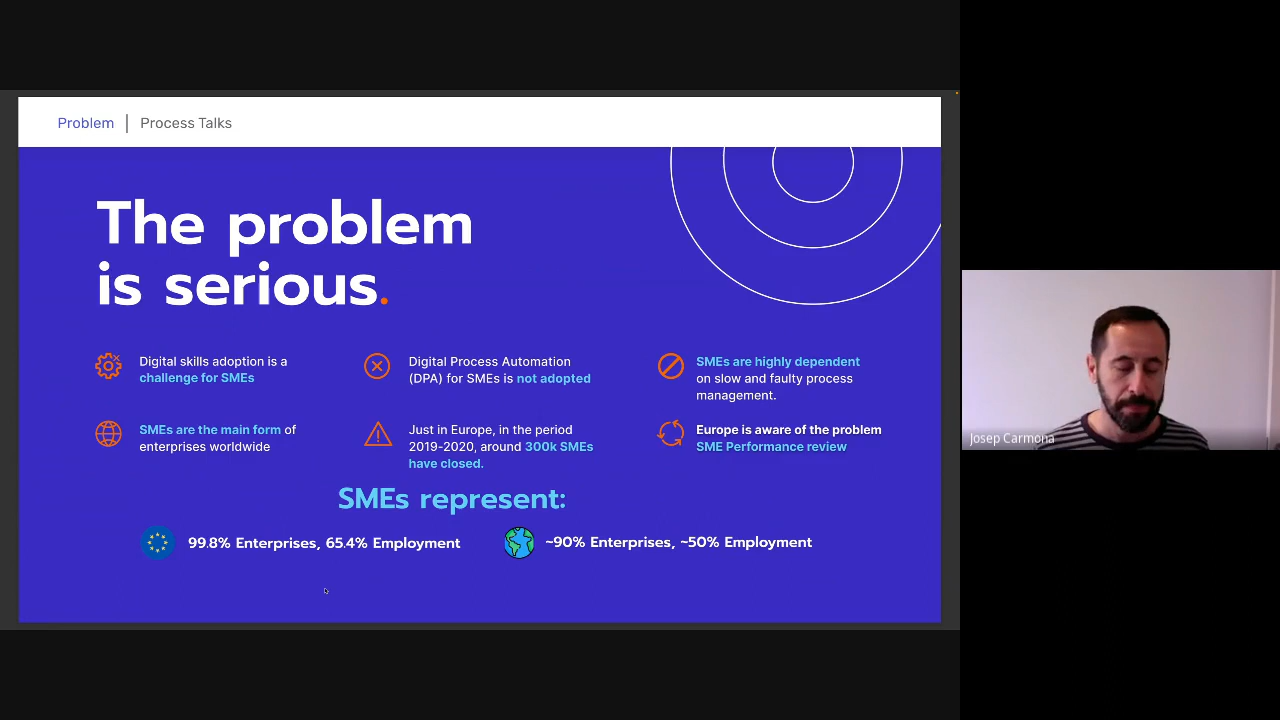 Problem | Process Talks
The problem
is serious.
Digital skills adoption is a
challenge for SMEs
Digital Process Automation
(DPA) for SMEs is not adopted
SMEs are highly dependent
on slow and faulty process
management.
SMEs are the main form of
enterprises worldwide
Just in Europe, in the period
2019-2020, around 300k SMEs
have closed.
Europe is aware of the problem
SME Performance review
SMEs represent:
99.8% Enterprises, 65.4% Employment
~90% Enterprises, ~50% Employment
Josep Carmona